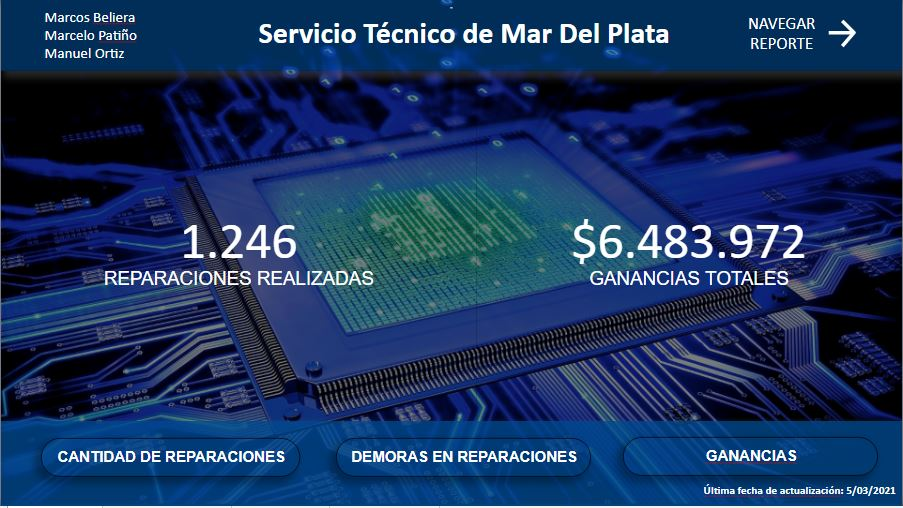 Marcos Beliera
Marcelo Patiño
Manuel Ortiz
Servicio Técnico de Mar Del Plata
NAVEGAR
REPORTE
1.246
REPARACIONES REALIZADAS
$6.483.972
GANANCIAS TOTALES
CANTIDAD DE REPARACIONES
DEMORAS EN REPARACIONES
GANANCIAS
Última fecha de actualización: 5/03/2021